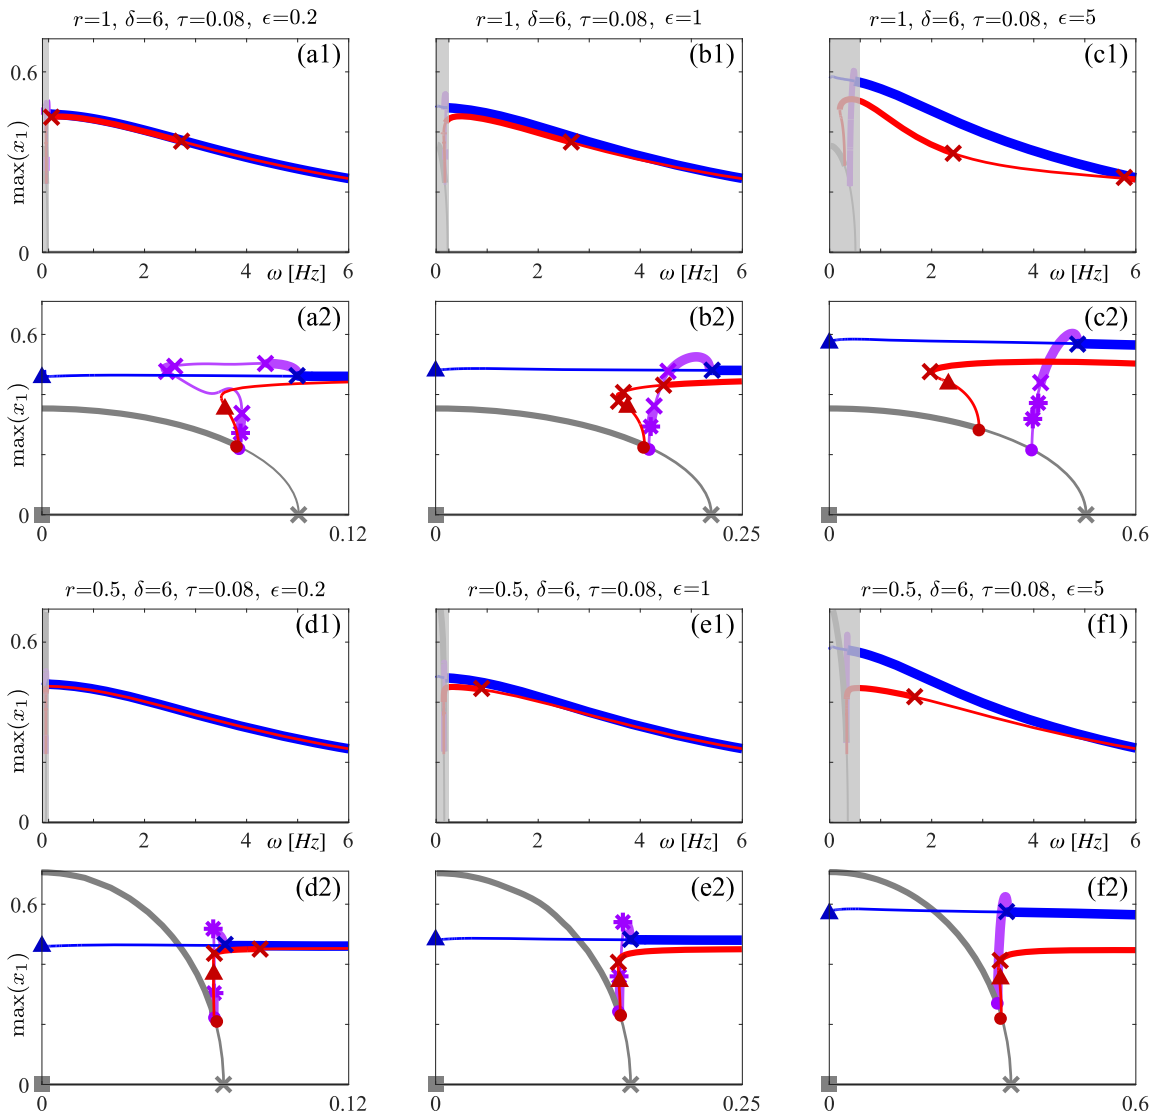 r=1, δ=6, τ=0.08, ϵ=0.2
r=1, δ=6, τ=0.08, ϵ=1
r=1, δ=6, τ=0.08, ϵ=5
(a1)
(b1)
(c1)
0.6
max(x₁)
0
0 2 4 ω [Hz] 6
0 2 4 ω [Hz] 6
0 2 4 ω [Hz] 6
(a2)
(b2)
(c2)
0.6
max(x₁)
0
0 0.12
0 0.25
0 0.6
r=0.5, δ=6, τ=0.08, ϵ=0.2
r=0.5, δ=6, τ=0.08, ϵ=1
r=0.5, δ=6, τ=0.08, ϵ=5
(d1)
(e1)
(f1)
0.6
max(x₁)
0
0 2 4 ω [Hz] 6
0 2 4 ω [Hz] 6
0 2 4 ω [Hz] 6
(d2)
(e2)
(f2)
0.6
max(x₁)
0
0 0.12
0 0.25
0 0.6